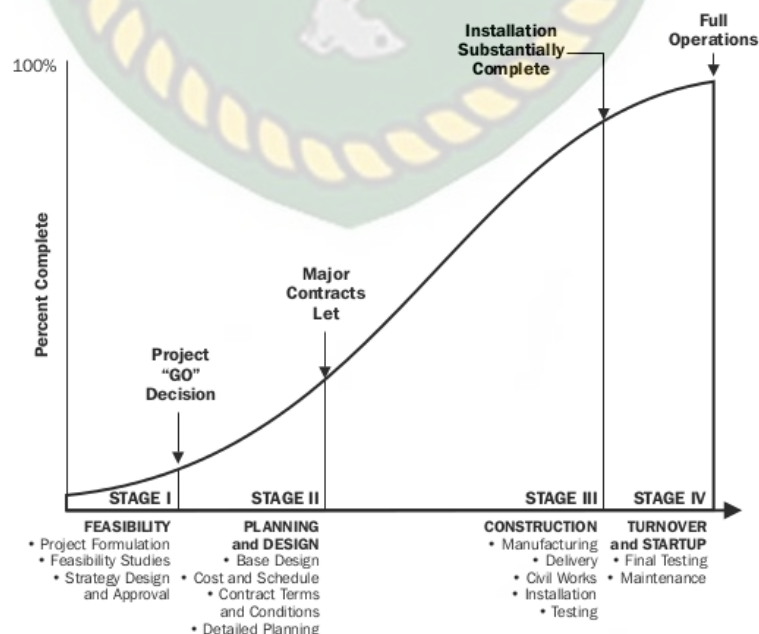 Installation
Substantially
Complete
Full
Operations
100%
Percent Complete
Major
Contracts
Let
Project
“GO”
Decision
STAGE I
STAGE II
STAGE III
STAGE IV
FEASIBILITY
• Project Formulation
• Feasibility Studies
• Strategy Design
and Approval
PLANNING
and DESIGN
• Base Design
• Cost and Schedule
• Contract Terms
and Conditions
• Detailed Planning
CONSTRUCTION
• Manufacturing
• Delivery
• Civil Works
• Installation
• Testing
TURNOVER
and STARTUP
• Final Testing
• Maintenance